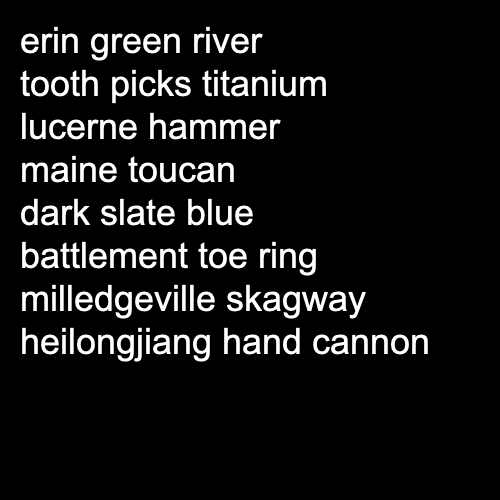 erin green river
tooth picks titanium
lucerne hammer
maine toucan
dark slate blue
battlement toe ring
milledgeville skagway
heilongjiang hand cannon